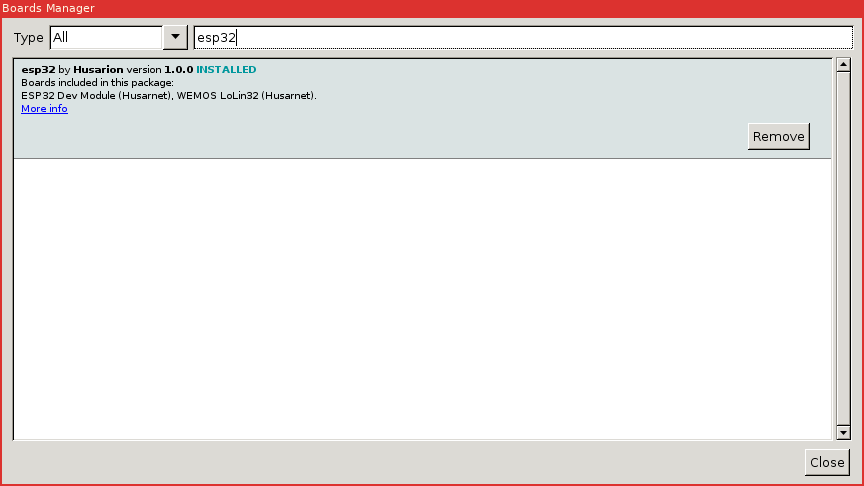 Boards Manager
Type All esp32
esp32 by Husarion version 1.0.0 INSTALLED
Boards included in this package:
ESP32 Dev Module (Husarnet), WEMOS LoLin32 (Husarnet).
More info
Remove
Close